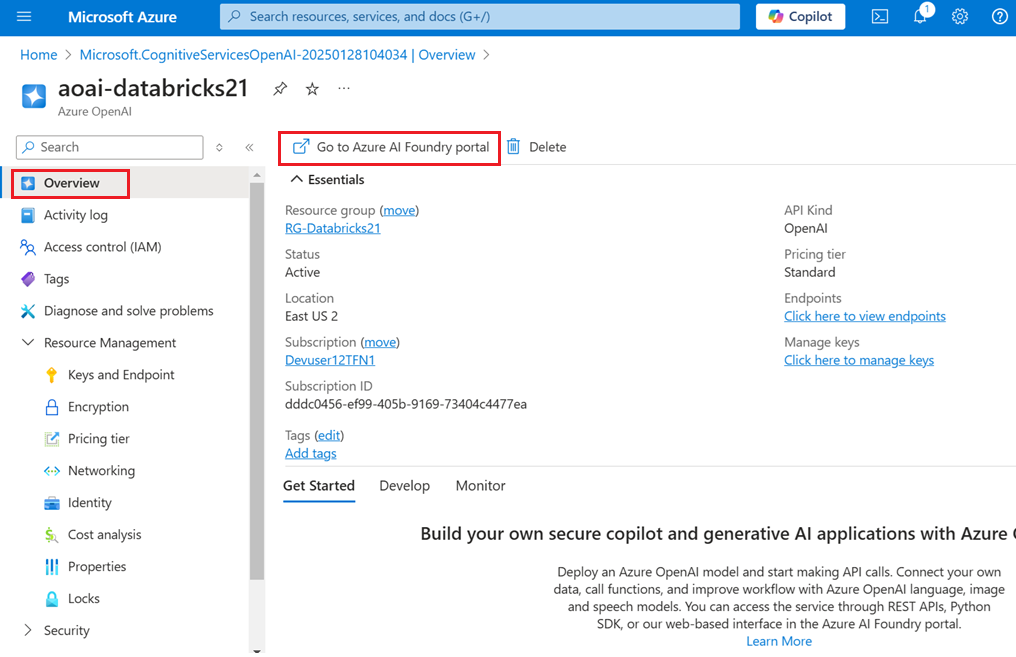 Microsoft Azure
Search resources, services, and docs (G+/)
Copilot
1
Home > Microsoft.CognitiveServicesOpenAI-20250128104034 | Overview >
aoai-databricks21
Azure OpenAI
Search
Go to Azure AI Foundry portal
Delete
Overview
Activity log
Access control (IAM)
Tags
Diagnose and solve problems
Resource Management
Keys and Endpoint
Encryption
Pricing tier
Networking
Identity
Cost analysis
Properties
Locks
Security
Essentials
Resource group (move)
RG-Databricks21
Status
Active
Location
East US 2
Subscription (move)
Devuser12TFN1
Subscription ID
dddc0456-ef99-405b-9169-73404c4477ea
Tags (edit)
Add tags
API Kind
OpenAI
Pricing tier
Standard
Endpoints
Click here to view endpoints
Manage keys
Click here to manage keys
Get Started
Develop
Monitor
Build your own secure copilot and generative AI applications with Azure
Deploy an Azure OpenAI model and start making API calls. Connect your own
data, call functions, and improve workflow with Azure OpenAI language, image
and speech models. You can access the service through REST APIs, Python
SDK, or our web-based interface in the Azure AI Foundry portal.
Learn More